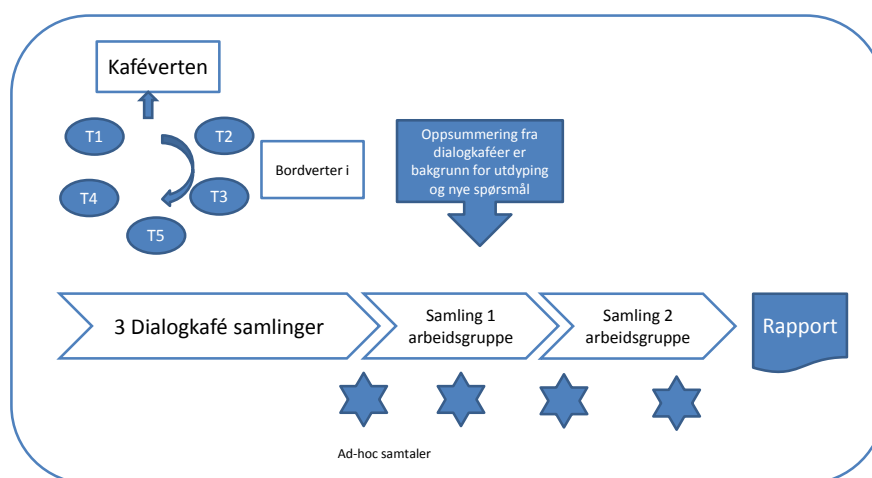 Kaféverten
T1
T2
Bordverter i
T4
T3
T5
Oppsummering fra
dialogkaféer er
bakgrunn for utdyping
og nye spørsmål
3 Dialogkafé samlinger
Samling 1
arbeidsgruppe
Samling 2
arbeidsgruppe
Rapport
Ad-hoc samtaler